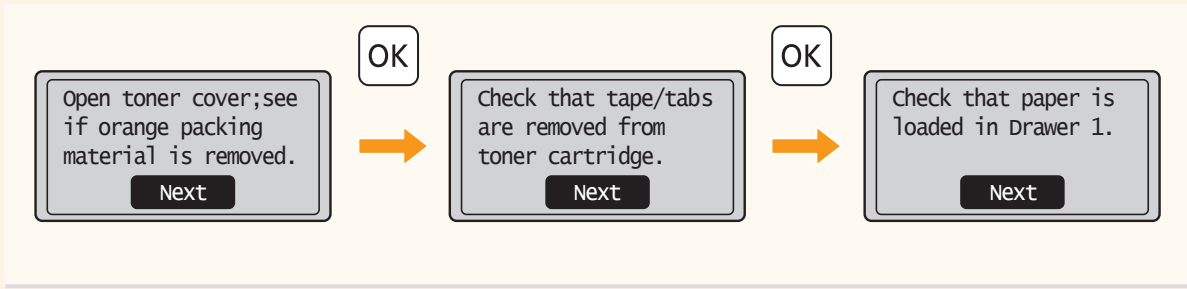 OK
OK
Open toner cover;see
if orange packing
material is removed.
Next
Check that tape/tabs
are removed from
toner cartridge.
Next
Check that paper is
loaded in Drawer 1.
Next